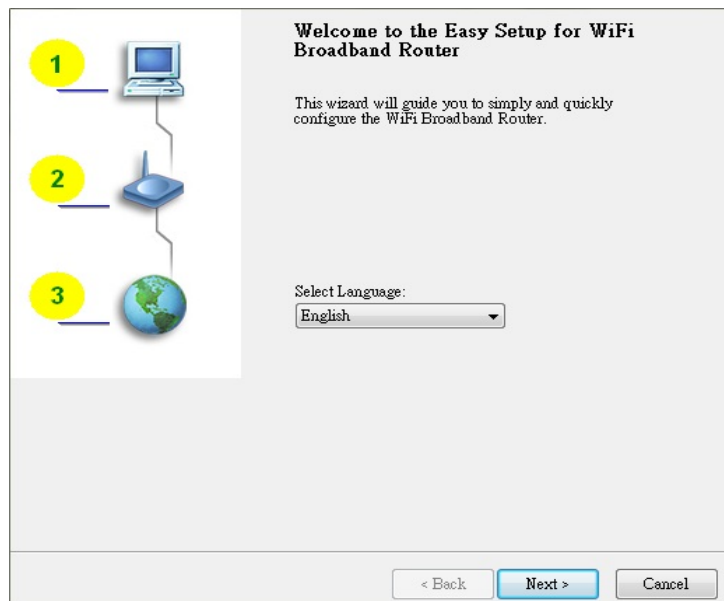 Welcome to the Easy Setup for WiFi
Broadband Router
This wizard will guide you to simply and quickly
configure the WiFi Broadband Router.
1
2
3
Select Language:
English
< Back
Next >
Cancel